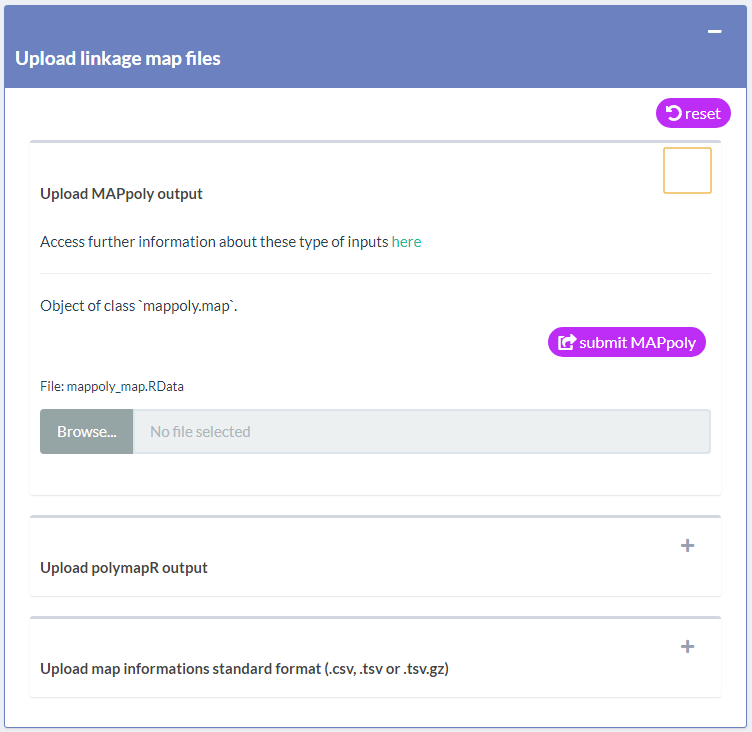 Upload linkage map files
reset
Upload MAPpoly output
Access further information about these type of inputs here
Object of class `mappoly.map`.
submit MAPpoly
File: mappoly_map.RData
Browse... No file selected
Upload polymapR output
Upload map informations standard format (.csv, .tsv or .tsv.gz)